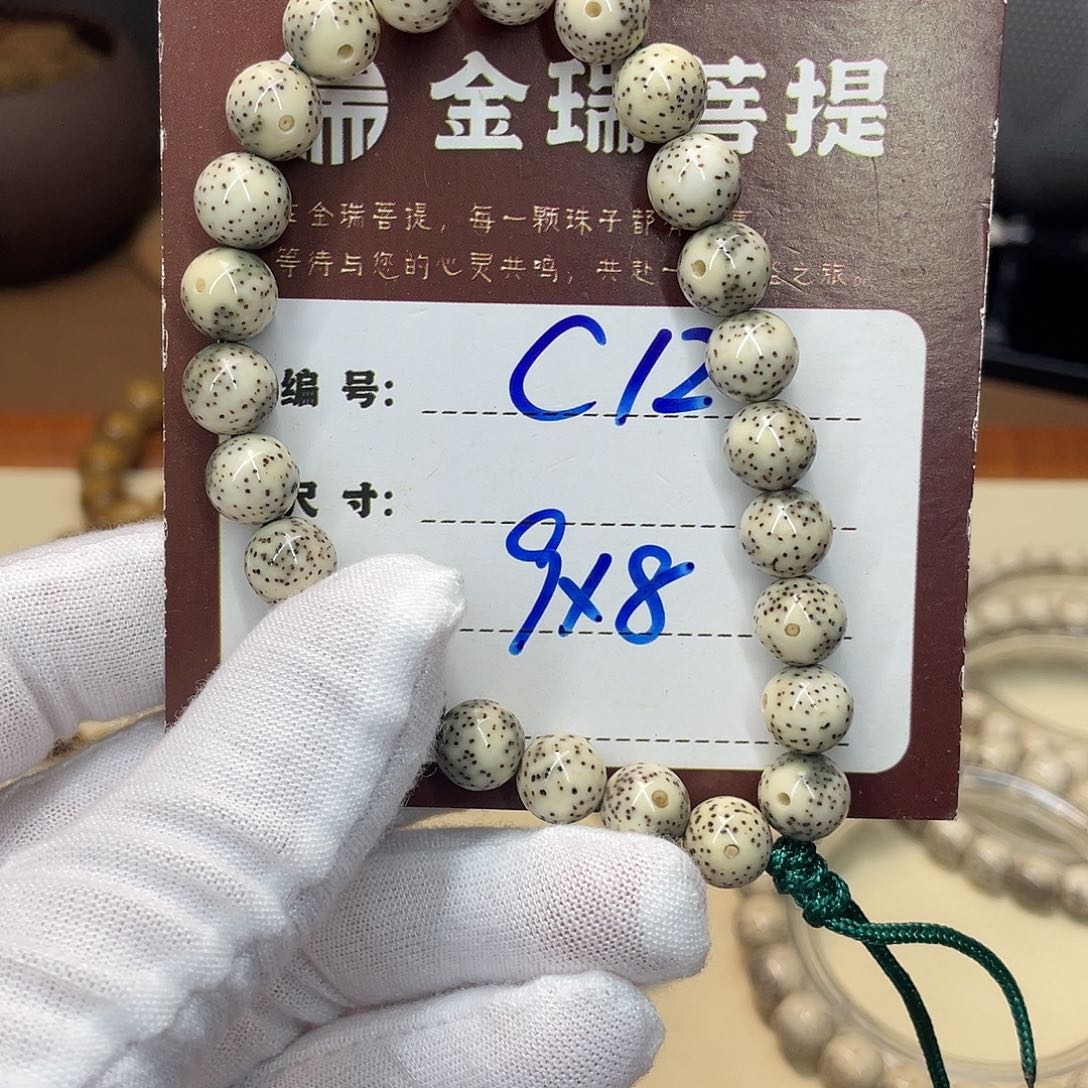 金瑞菩提
金瑞菩提，每一颗珠子都
等待与您的心灵共鸣，共赴一 之旅。
编 号: C12
尺 寸:
9x8